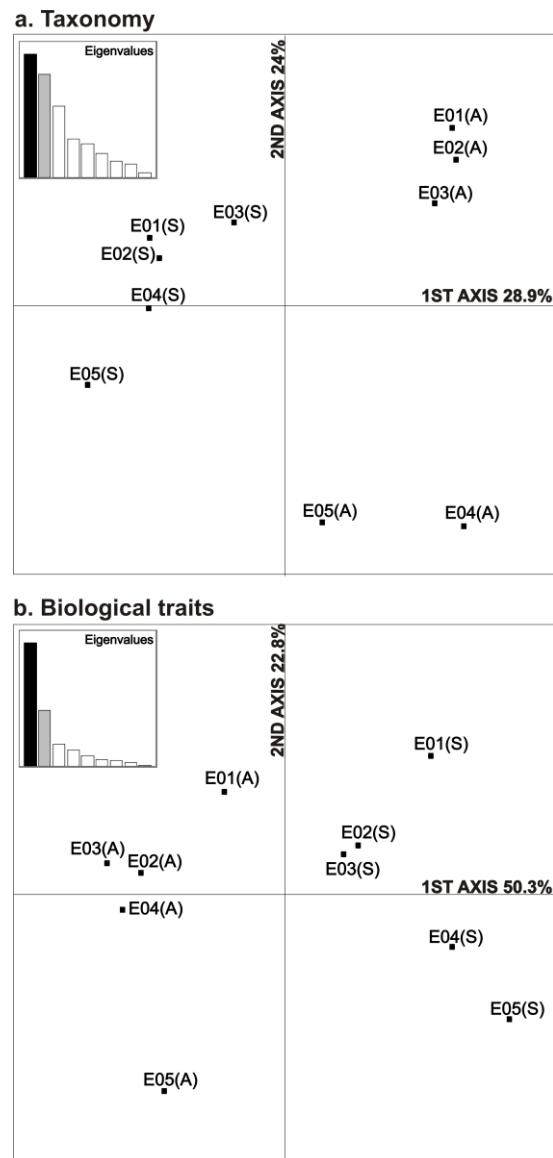 a. Taxonomy
Eigenvalues
2ND AXIS 24%
E01(A)
E02(A)
E03(A)
E03(S)
E01(S)
E02(S)
1ST AXIS 28.9%
E04(S)
E05(S)
E05(A)
E04(A)
b. Biological traits
Eigenvalues
2ND AXIS 22.8%
E01(S)
E01(A)
E02(S)
E03(A)
E02(A)
E03(S)
1ST AXIS 50.3%
E04(A)
E04(S)
E05(S)
E05(A)